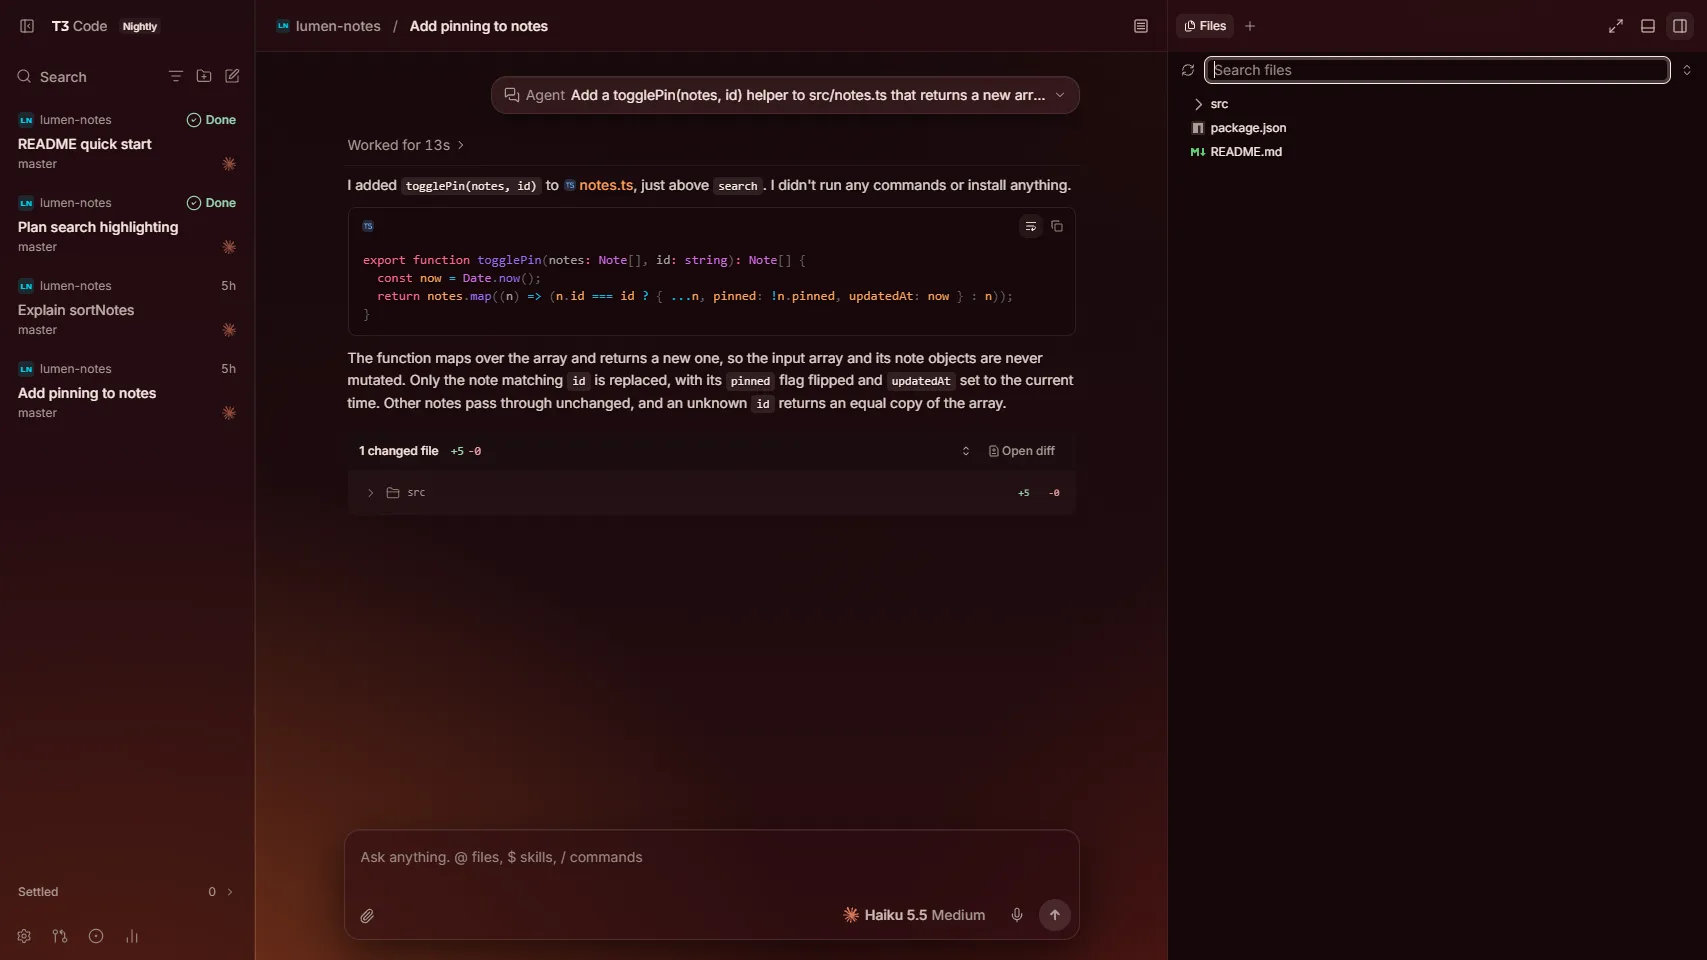 T3 Code Nightly
Search
LN lumen-notes Done
README quick start
master
LN lumen-notes Done
Plan search highlighting
master
LN lumen-notes 5h
Explain sortNotes
master
LN lumen-notes 5h
Add pinning to notes
master
Settled 0
LN lumen-notes / Add pinning to notes
Agent Add a togglePin(notes, id) helper to src/notes.ts that returns a new arr...
Worked for 13s
I added togglePin(notes, id) to TS notes.ts, just above search. I didn't run any commands or install anything.
TS
export function togglePin(notes: Note[], id: string): Note[] {
const now = Date.now();
return notes.map((n) => (n.id === id ? { ...n, pinned: !n.pinned, updatedAt: now } : n));
}
The function maps over the array and returns a new one, so the input array and its note objects are never
mutated. Only the note matching id is replaced, with its pinned flag flipped and updatedAt set to the current
time. Other notes pass through unchanged, and an unknown id returns an equal copy of the array.
1 changed file +5 -0 Open diff
src +5 -0
Ask anything. @ files, $ skills, / commands
Haiku 5.5 Medium
Files
Search files
src
package.json
M↓ README.md